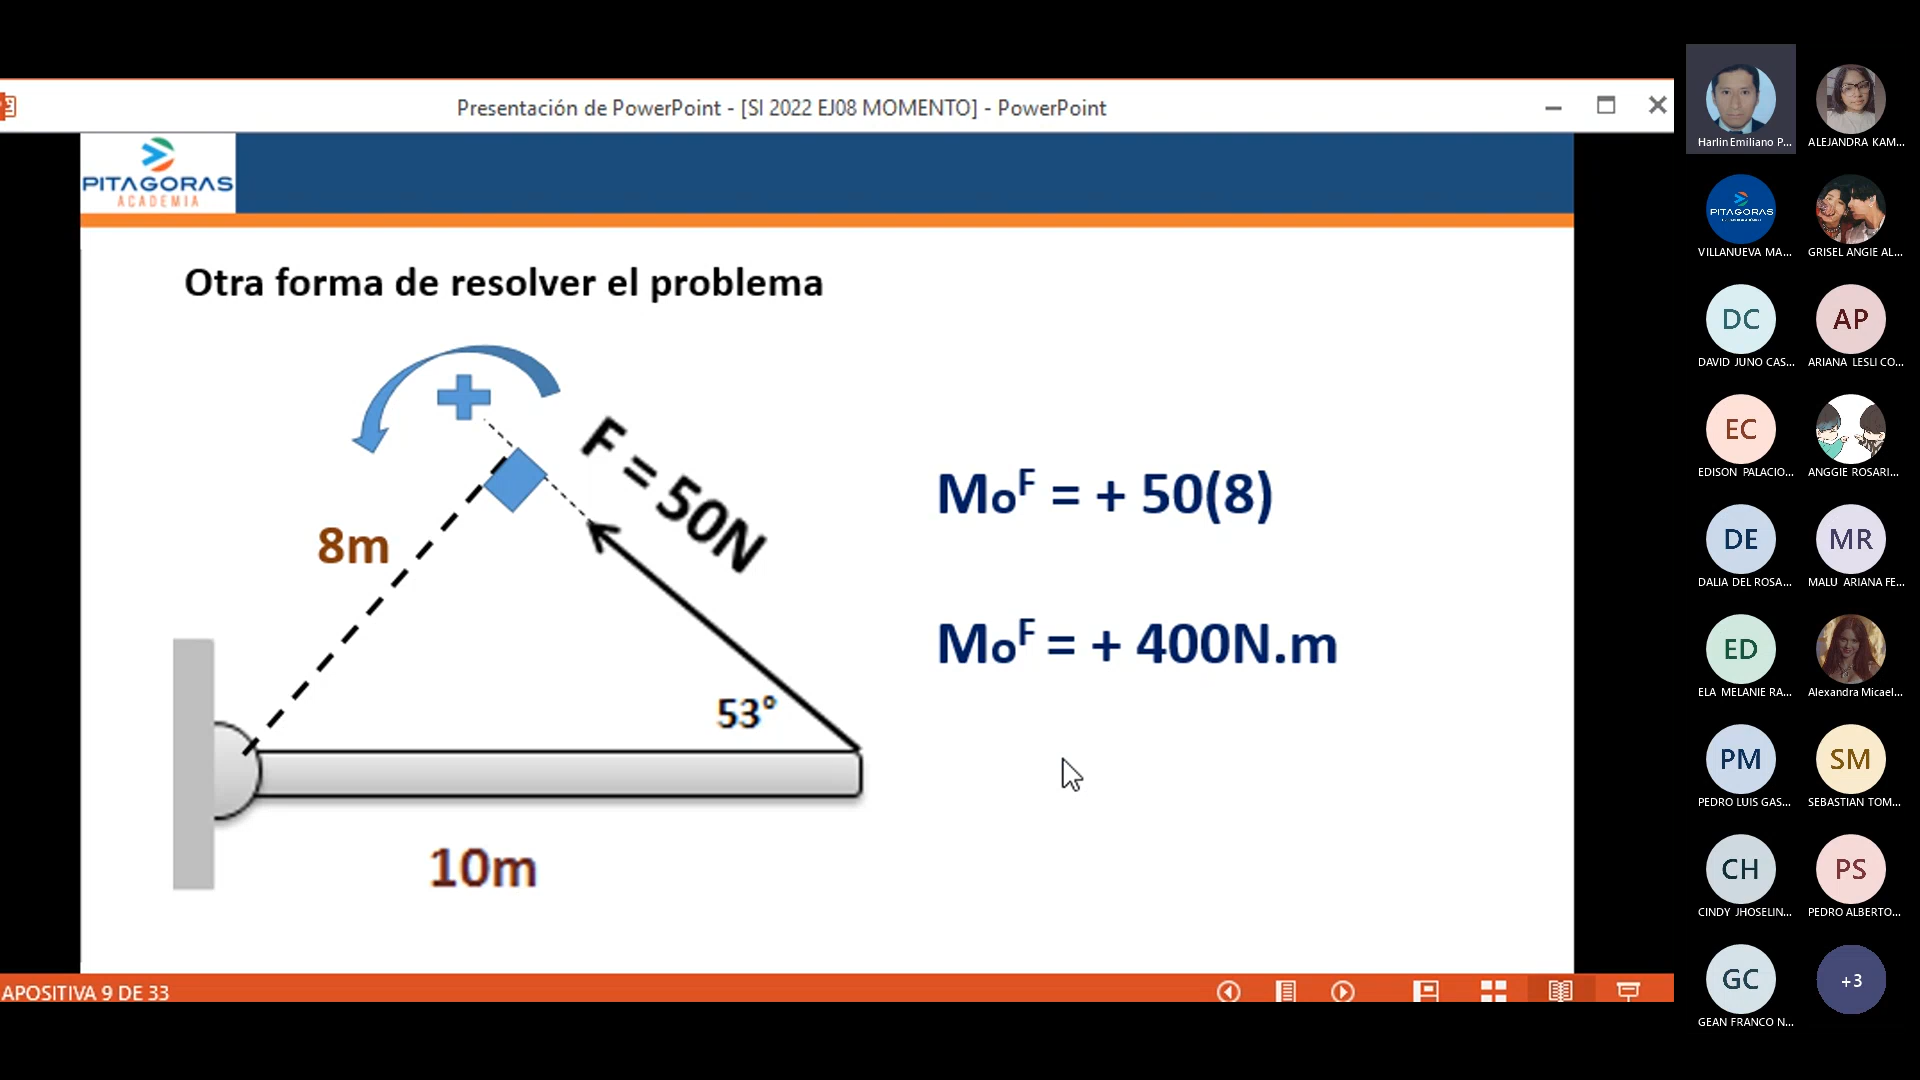 Presentación de PowerPoint - [SI 2022 EJ08 MOMENTO] - PowerPoint
PITAGORAS
ACADEMIA
Otra forma de resolver el problema
F = 50N
8m
53°
10m
MoF = + 50(8)
MoF = + 400N.m
APOSITIVA 9 DE 33
Harlin Emiliano P...
ALEJANDRA KAM...
PITAGORAS
VILLANUEVA MA...
GRISEL ANGIE AL...
DC
AP
DAVID JUNO CAS...
ARIANA LESLI CO...
EC
EDISON PALACIO...
ANGGIE ROSARI...
DE
MR
DALIA DEL ROSA...
MALU ARIANA FE...
ED
ELA MELANIE RA...
Alexandra Micael...
PM
SM
PEDRO LUIS GAS...
SEBASTIAN TOM...
CH
PS
CINDY JHOSELIN...
PEDRO ALBERTO...
GC
+3
GEAN FRANCO N...